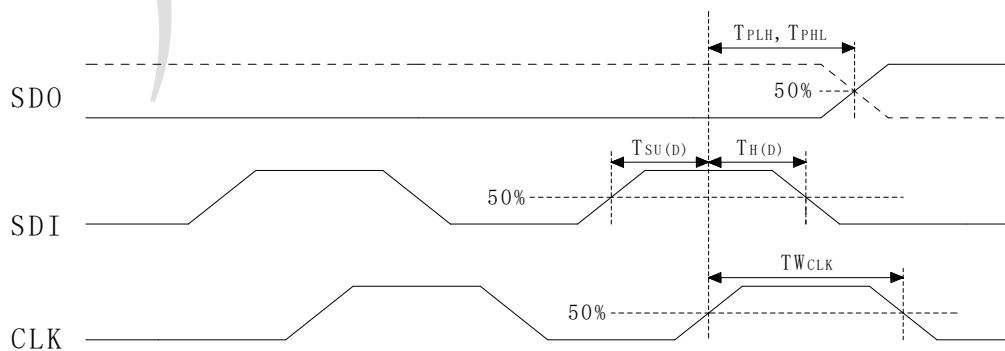 TPLH, TPHL
SDO
50%
TSU(D)
TH(D)
50%
SDI
TWCLK
50%
CLK